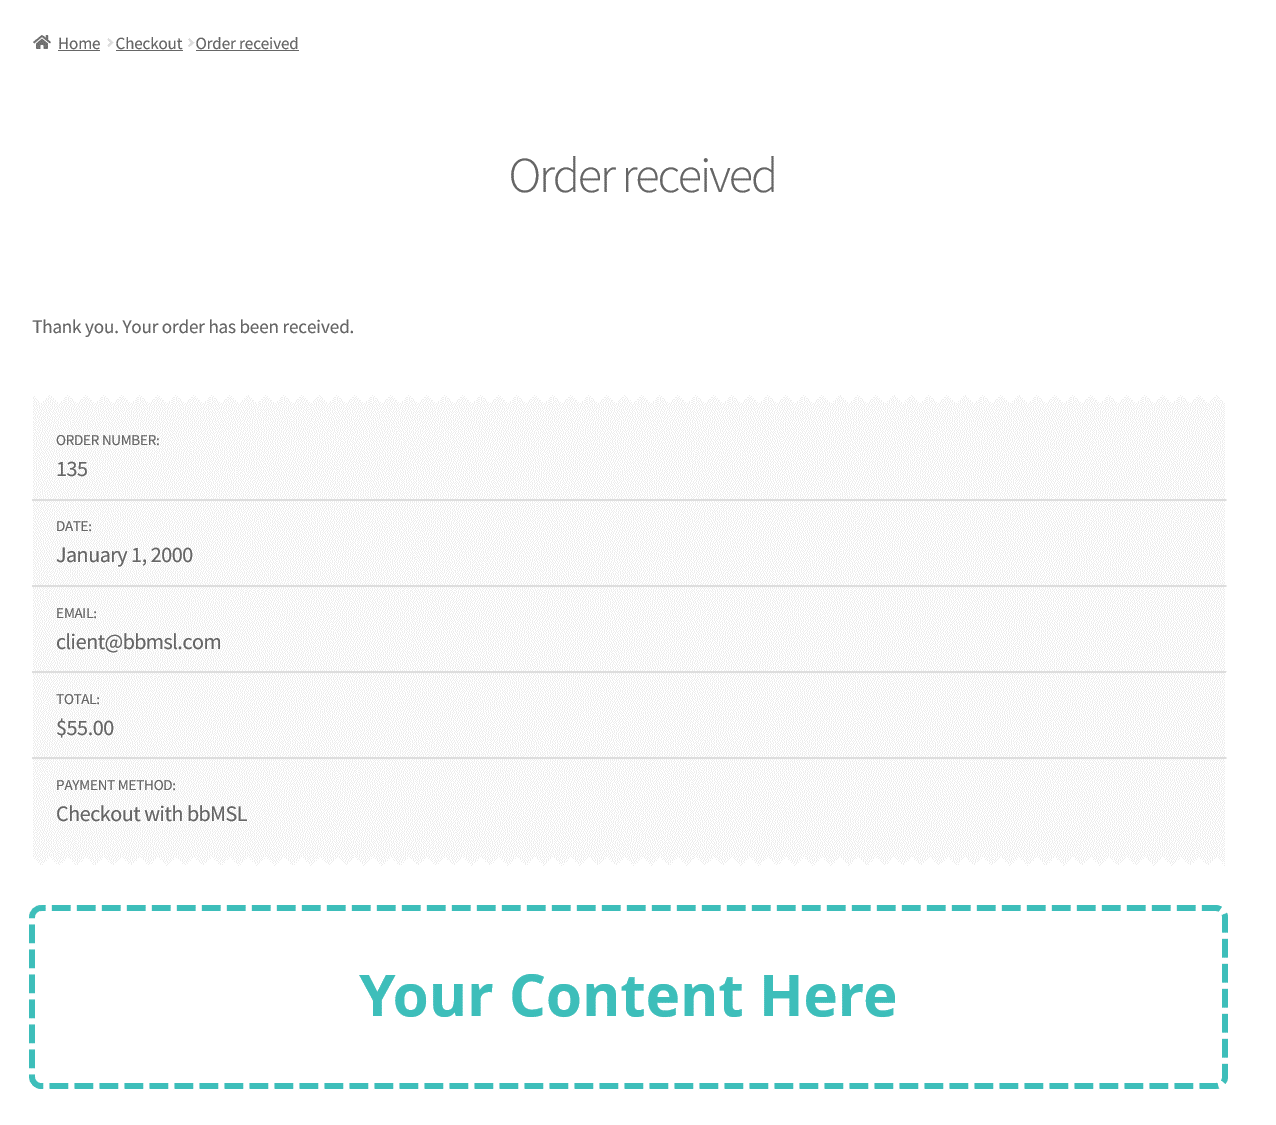 Home Checkout Order received
Order received
Thank you. Your order has been received.
ORDER NUMBER:
135
DATE:
January 1, 2000
EMAIL:
client@bbmsl.com
TOTAL:
$55.00
PAYMENT METHOD:
Checkout with bbMSL
Your Content Here